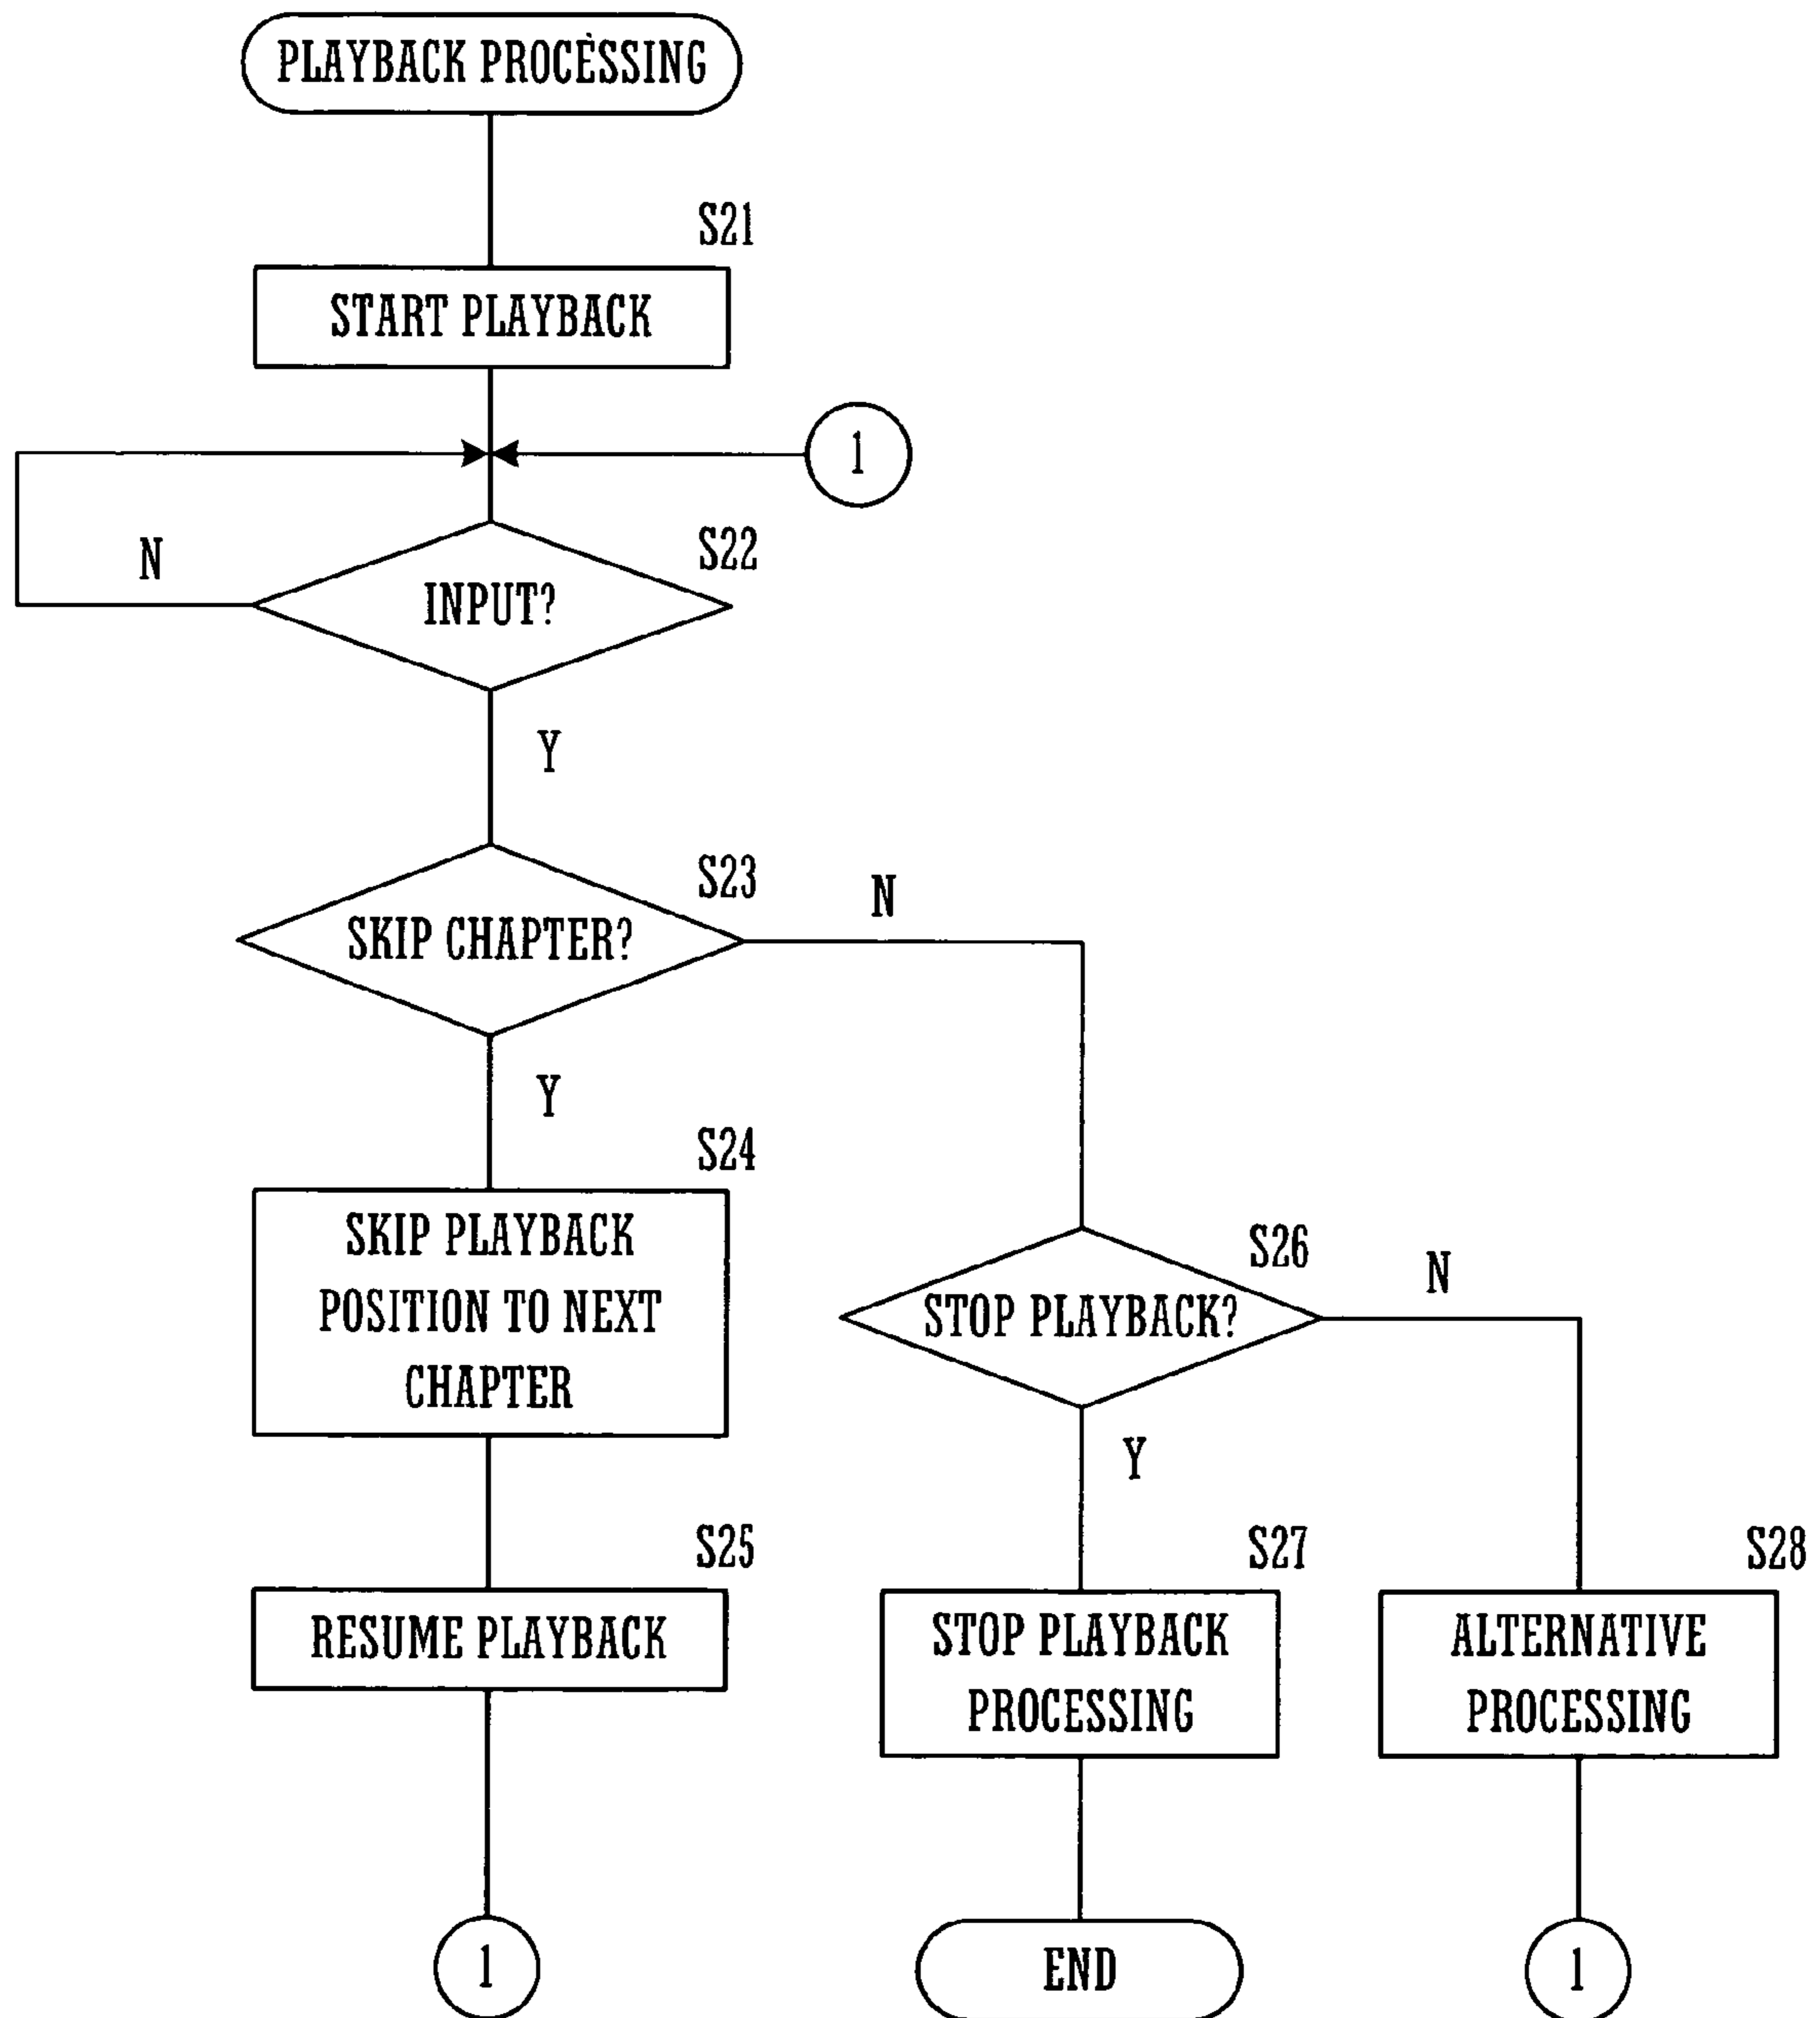 PLAYBACK PROCESSING
S21
START PLAYBACK
1
S22
N
INPUT?
Y
S23
N
SKIP CHAPTER?
Y
S24
SKIP PLAYBACK
POSITION TO NEXT
CHAPTER
S26
N
STOP PLAYBACK?
Y
S25
RESUME PLAYBACK
S27
STOP PLAYBACK
PROCESSING
S28
ALTERNATIVE
PROCESSING
1
END
1